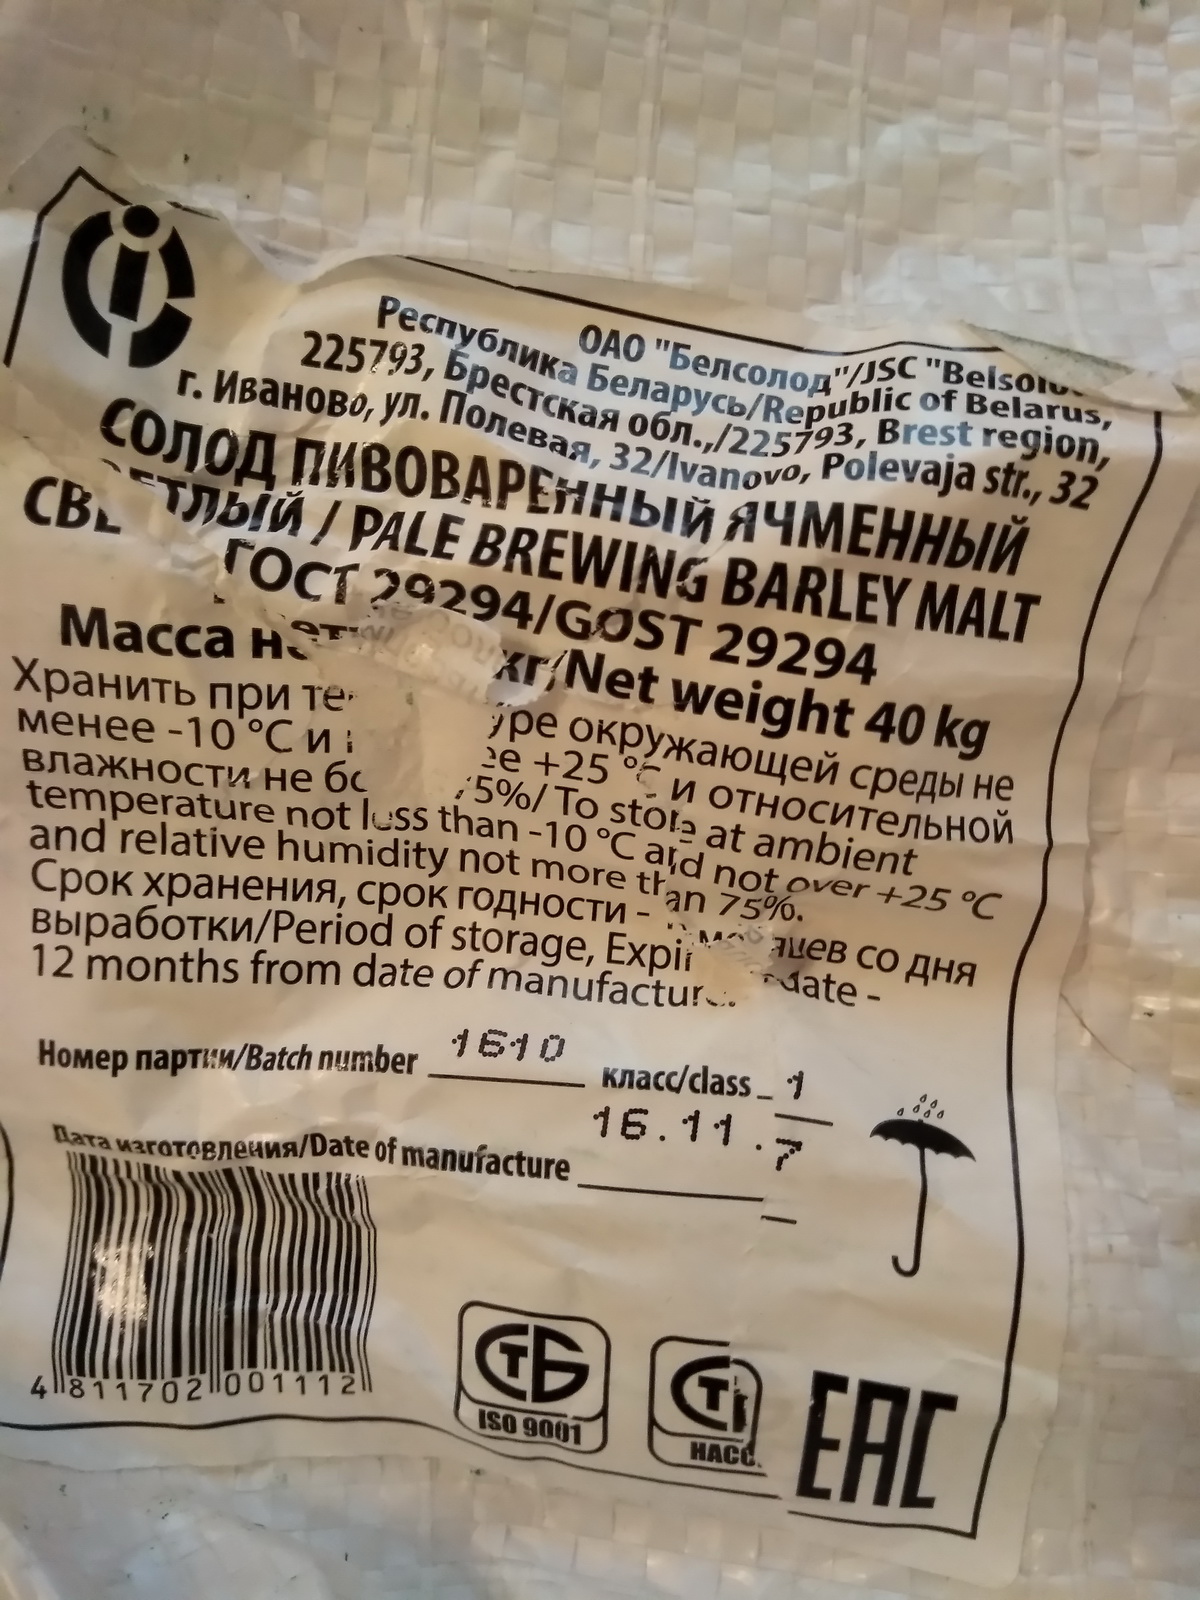 ОАО "Белсолод"/JSC
Республика Беларусь/Republic of Belarus,
225793, Брестская обл.,/225793, Brest region,
г. Иваново, ул. Полевая, 32/Ivanovo, Polevaja str., 32
СОЛОД ПИВОВАРЕННЫЙ ЯЧМЕННЫЙ
СВЕТЛЫЙ / PALE BREWING BARLEY MALT
ГОСТ 29294/GOST 29294
Масса кг/Net weight 40 kg
Хранить при окружающей среды не
менее -10 °C и +25 °C и относительной
влажности не 5%/ To store at ambient
temperature not less than -10 °C and not over +25 °C
and relative humidity not more than 75%.
Срок хранения, срок годности - со дня
выработки/Period of storage, date -
12 months from date of manufacture.
Номер партии/Batch number 1610 класс/class 1
Дата изготовления/Date of manufacture 16.11.7
4 811702 001112
СТБ
ISO 9001
EAC